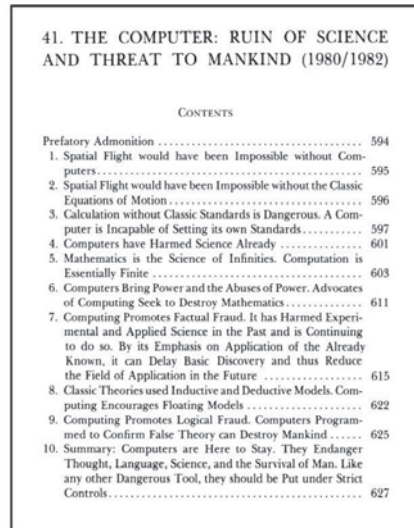 41. THE COMPUTER: RUIN OF SCIENCE
AND THREAT TO MANKIND (1980/1982)
CONTENTS
Prefatory Admonition .................................... 594
1. Spatial Flight would have been Impossible without Com-
puters................................................ 595
2. Spatial Flight would have been Impossible without the Classic
Equations of Motion .................................... 596
3. Calculation without Classic Standards is Dangerous. A Com-
puter is Incapable of Setting its own Standards........... 597
4. Computers have Harmed Science Already ................ 601
5. Mathematics is the Science of Infinities. Computation is
Essentially Finite ...................................... 603
6. Computers Bring Power and the Abuses of Power. Advocates
of Computing Seek to Destroy Mathematics.............. 611
7. Computing Promotes Factual Fraud. It has Harmed Experi-
mental and Applied Science in the Past and is Continuing
to do so. By its Emphasis on Application of the Already
Known, it can Delay Basic Discovery and thus Reduce
the Field of Application in the Future .................. 615
8. Classic Theories used Inductive and Deductive Models. Com-
puting Encourages Floating Models ..................... 622
9. Computing Promotes Logical Fraud. Computers Program-
med to Confirm False Theory can Destroy Mankind ...... 625
10. Summary: Computers are Here to Stay. They Endanger
Thought, Language, Science, and the Survival of Man. Like
any other Dangerous Tool, they should be Put under Strict
Controls............................................... 627